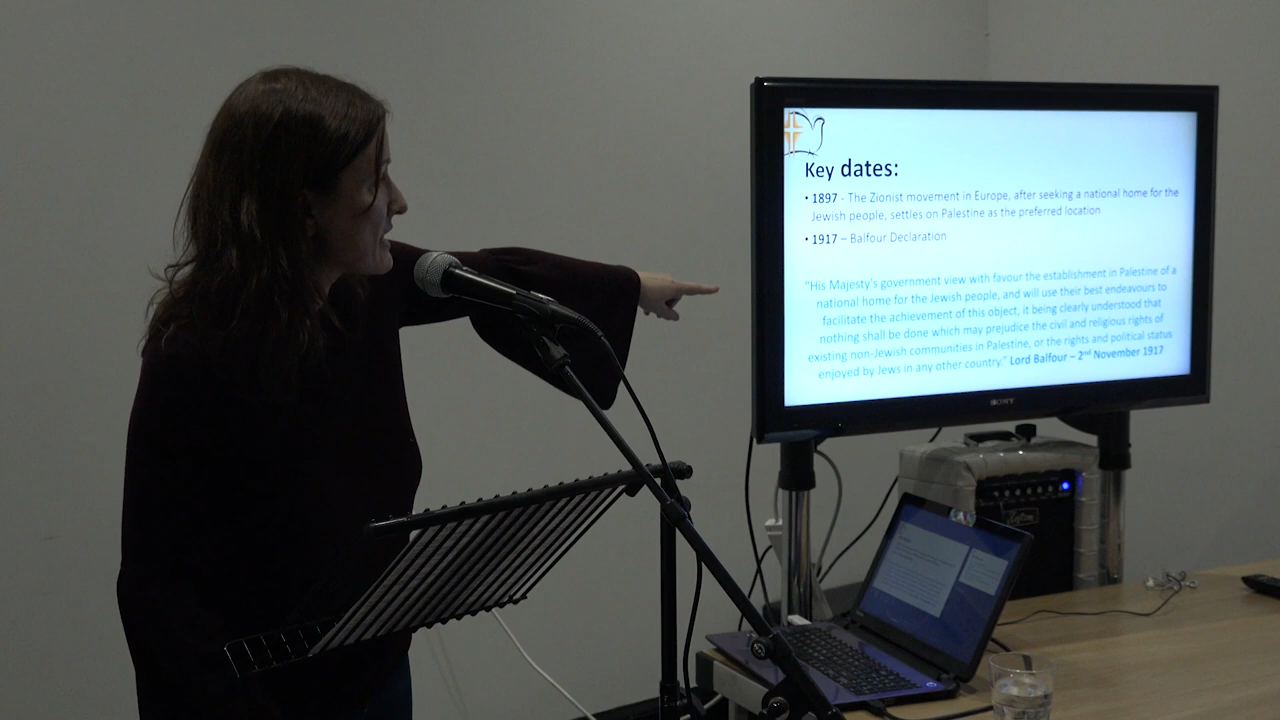 Key dates:
• 1897 - The Zionist movement in Europe, after seeking a national home for the
Jewish people, settles on Palestine as the preferred location
• 1917 – Balfour Declaration
"His Majesty's government view with favour the establishment in Palestine of a
national home for the Jewish people, and will use their best endeavours to
facilitate the achievement of this object, it being clearly understood that
nothing shall be done which may prejudice the civil and religious rights of
existing non-Jewish communities in Palestine, or the rights and political status
enjoyed by Jews in any other country." Lord Balfour – 2nd November 1917
SONY